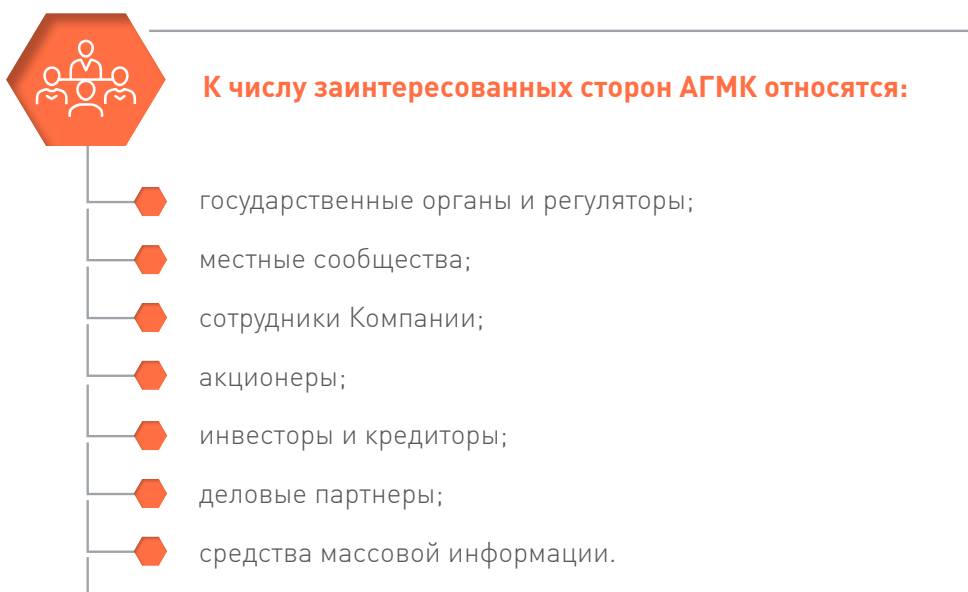 К числу заинтересованных сторон АГМК относятся:
государственные органы и регуляторы;
местные сообщества;
сотрудники Компании;
акционеры;
инвесторы и кредиторы;
деловые партнеры;
средства массовой информации.